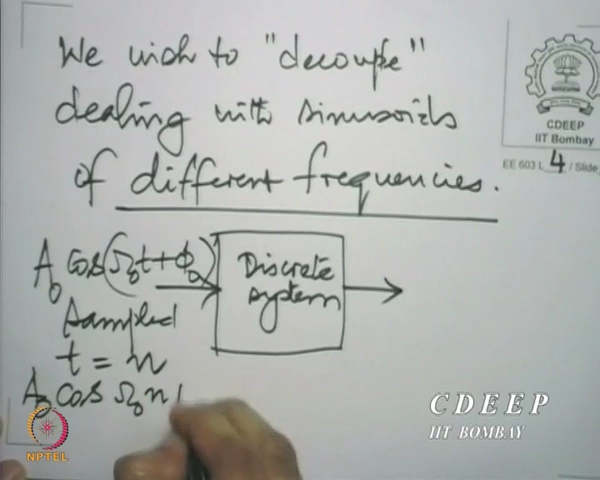 We wish to "decouple"
dealing with sinusoids
of different frequencies.
CDEEP
IIT Bombay
EE 603 L 4 / Slide
A₀ cos(Ω₀t + ϕ₀)
Discrete
system
Sampled
t = n
A₀ cos Ω₀n
CDEEP
IIT BOMBAY
NPTEL